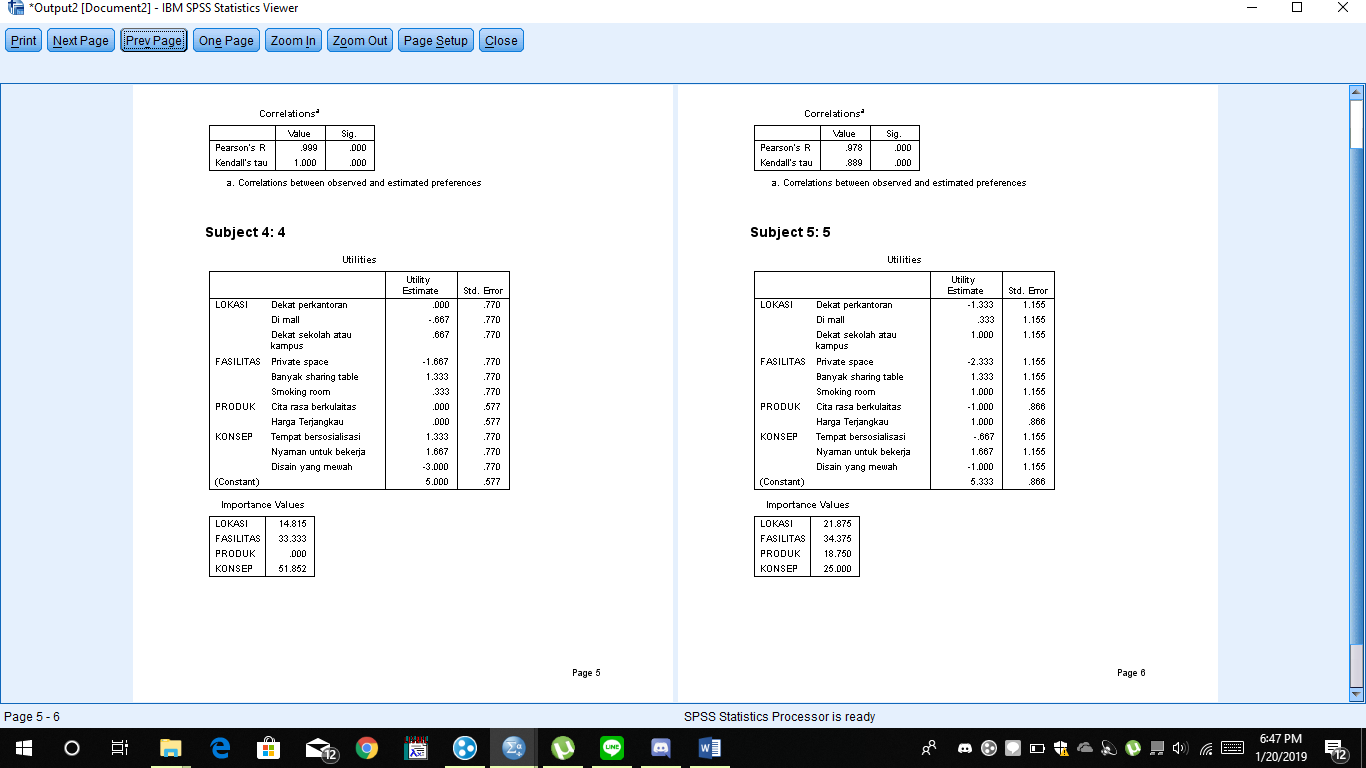 *Output2 [Document2] - IBM SPSS Statistics Viewer
Print Next Page Prev Page One Page Zoom In Zoom Out Page Setup Close
Correlationsa
Value Sig.
Pearson's R .999 .000
Kendall's tau 1.000 .000
a. Correlations between observed and estimated preferences
Subject 4: 4
Utilities
Utility
Estimate Std. Error
LOKASI Dekat perkantoran .000 .770
Di mall -.667 .770
Dekat sekolah atau .667 .770
kampus
FASILITAS Private space -1.667 .770
Banyak sharing table 1.333 .770
Smoking room .333 .770
PRODUK Cita rasa berkulaitas .000 .577
Harga Terjangkau .000 .577
KONSEP Tempat bersosialisasi 1.333 .770
Nyaman untuk bekerja 1.667 .770
Disain yang mewah -3.000 .770
(Constant) 5.000 .577
Importance Values
LOKASI 14.815
FASILITAS 33.333
PRODUK .000
KONSEP 51.852
Page 5
Correlationsa
Value Sig.
Pearson's R .978 .000
Kendall's tau .889 .000
a. Correlations between observed and estimated preferences
Subject 5: 5
Utilities
Utility
Estimate Std. Error
LOKASI Dekat perkantoran -1.333 1.155
Di mall .333 1.155
Dekat sekolah atau 1.000 1.155
kampus
FASILITAS Private space -2.333 1.155
Banyak sharing table 1.333 1.155
Smoking room 1.000 1.155
PRODUK Cita rasa berkulaitas -1.000 .866
Harga Terjangkau 1.000 .866
KONSEP Tempat bersosialisasi -.667 1.155
Nyaman untuk bekerja 1.667 1.155
Disain yang mewah -1.000 1.155
(Constant) 5.333 .866
Importance Values
LOKASI 21.875
FASILITAS 34.375
PRODUK 18.750
KONSEP 25.000
Page 6
Page 5 - 6 SPSS Statistics Processor is ready
12
LINE
6:47 PM
1/20/2019
12